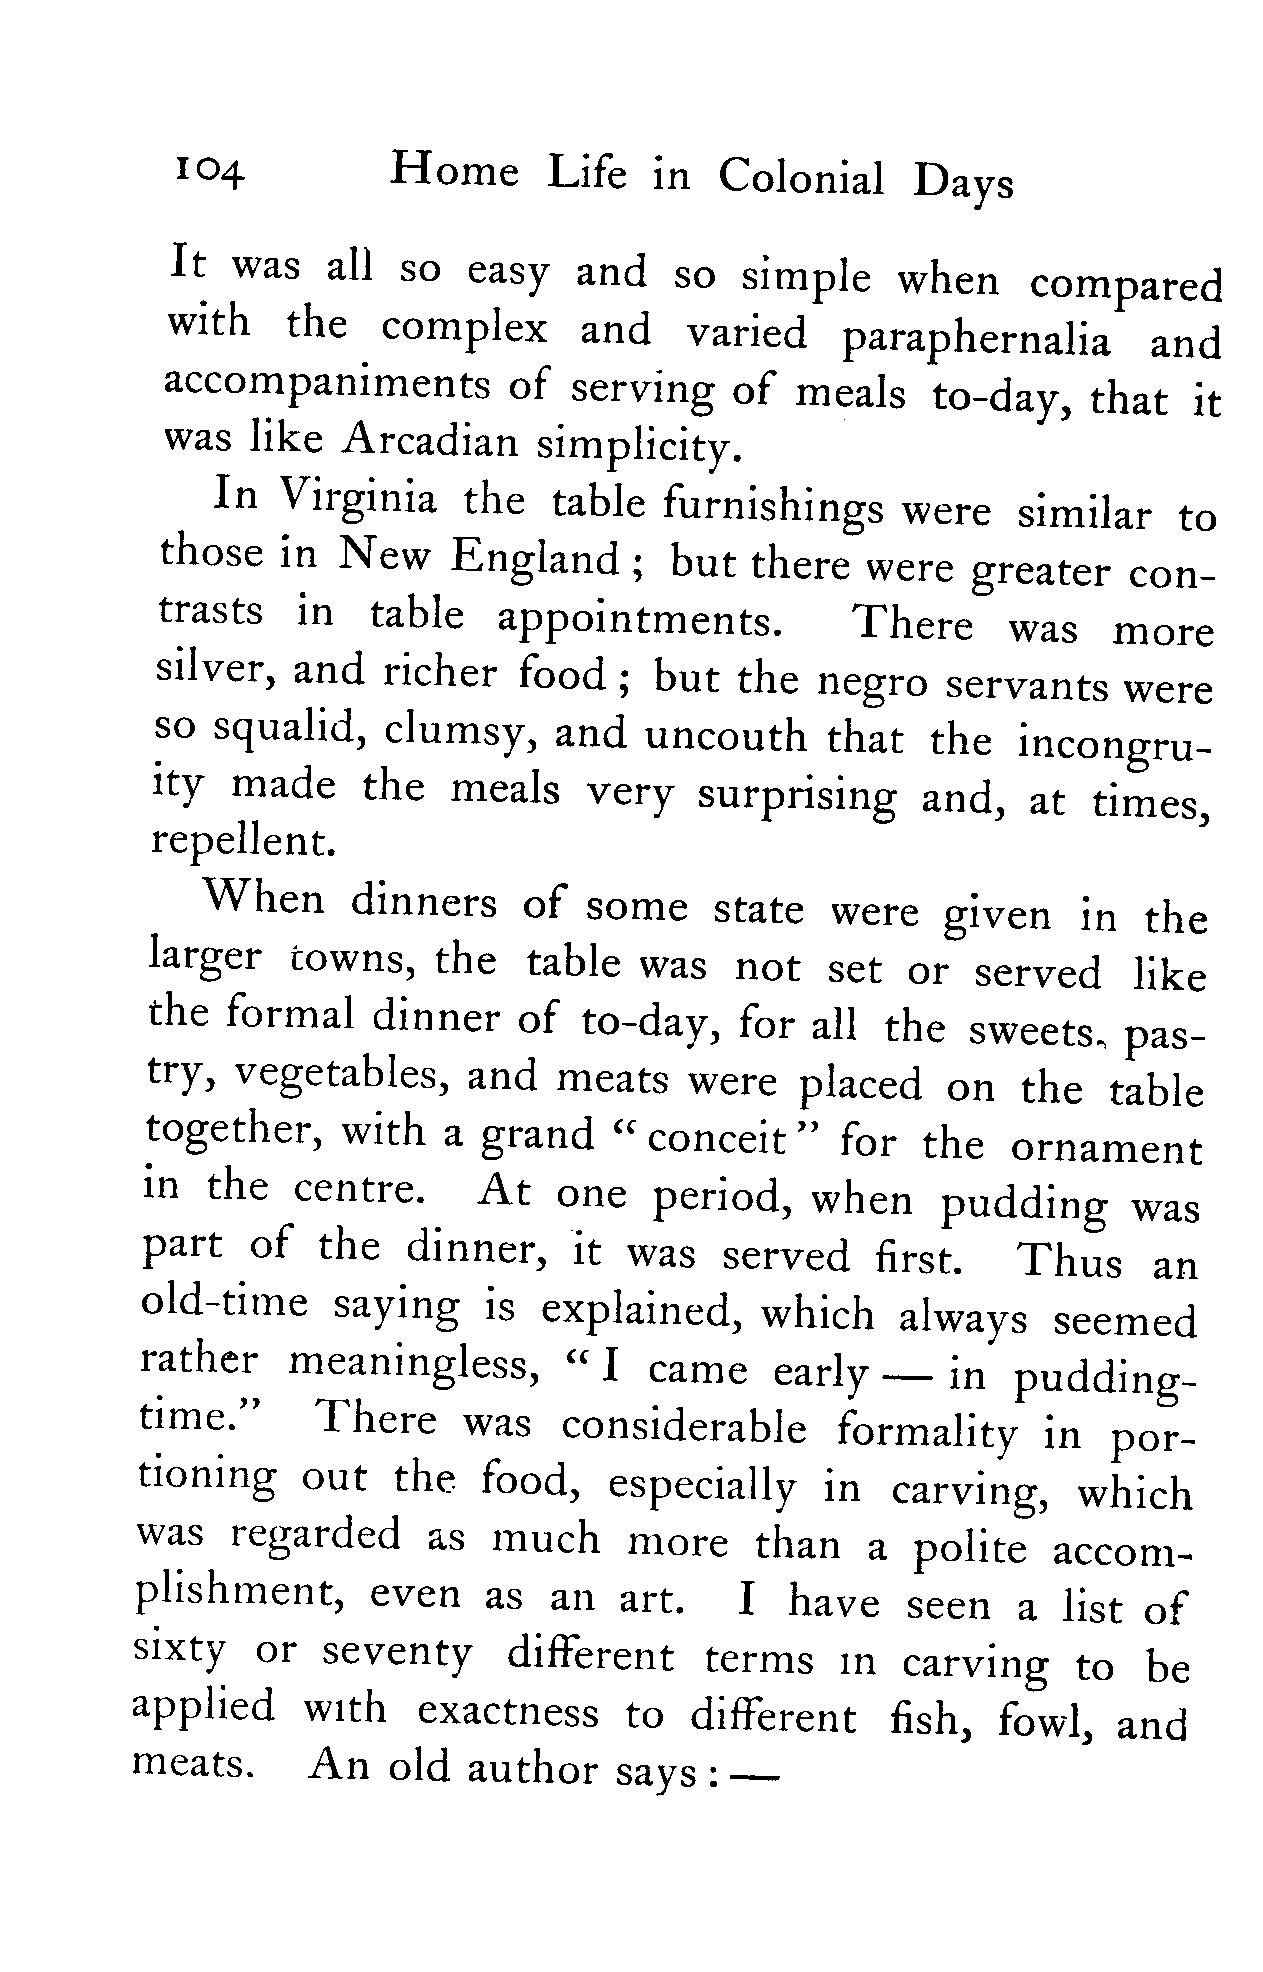 104 Home Life in Colonial Days
It was all so easy and so simple when compared
with the complex and varied paraphernalia and
accompaniments of serving of meals to-day, that it
was like Arcadian simplicity.
In Virginia the table furnishings were similar to
those in New England ; but there were greater con-
trasts in table appointments. There was more
silver, and richer food ; but the negro servants were
so squalid, clumsy, and uncouth that the incongru-
ity made the meals very surprising and, at times,
repellent.
When dinners of some state were given in the
larger towns, the table was not set or served like
the formal dinner of to-day, for all the sweets, pas-
try, vegetables, and meats were placed on the table
together, with a grand “ conceit ” for the ornament
in the centre. At one period, when pudding was
part of the dinner, it was served first. Thus an
old-time saying is explained, which always seemed
rather meaningless, “ I came early — in pudding-
time.” There was considerable formality in por-
tioning out the food, especially in carving, which
was regarded as much more than a polite accom-
plishment, even as an art. I have seen a list of
sixty or seventy different terms in carving to be
applied with exactness to different fish, fowl, and
meats. An old author says : —